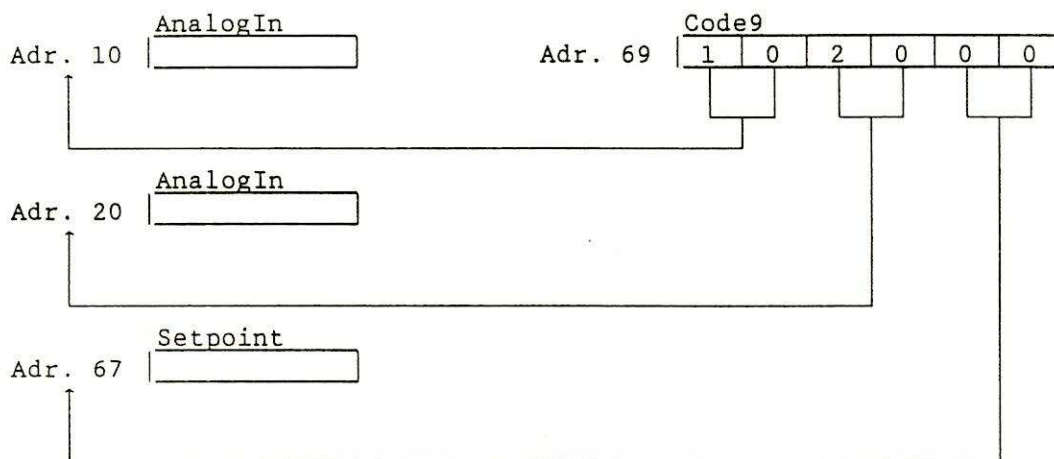 AnalogIn Code9
Adr. 10 Adr. 69 1 0 2 0 0 0
AnalogIn
Adr. 20
Setpoint
Adr. 67